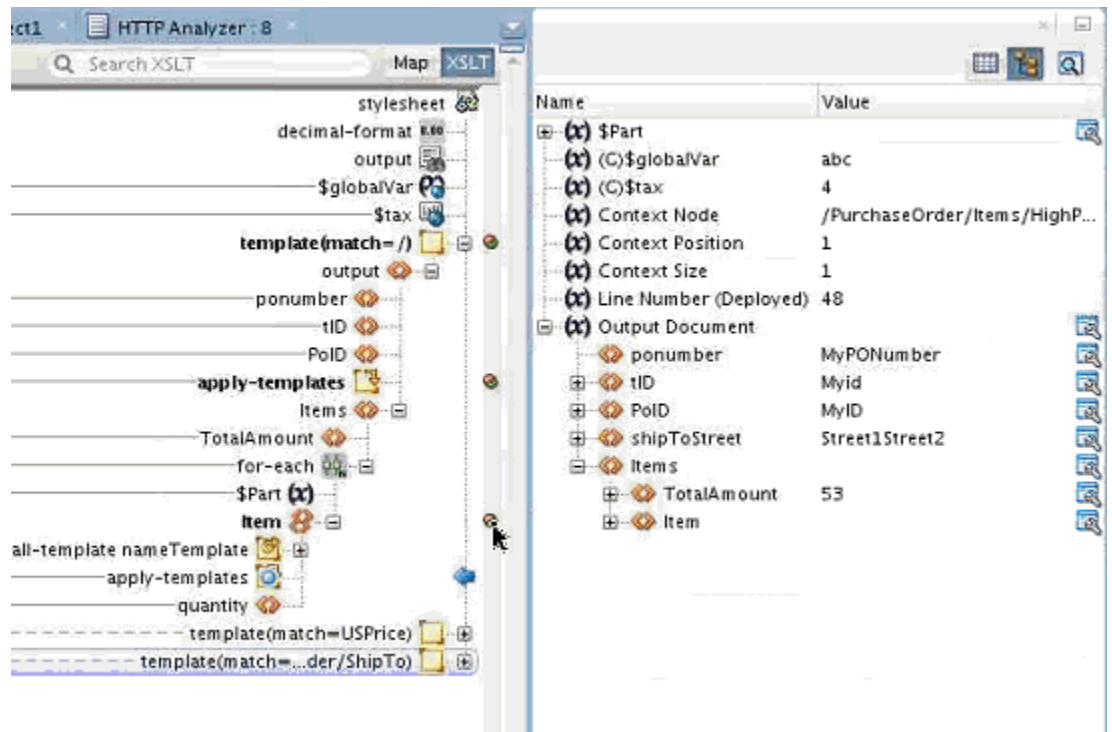 ct1
HTTP Analyzer : 8
Search XSLT
Map
XSLT
stylesheet
decimal-format
0.00
output
$globalVar
$tax
template(match= /)
output
ponumber
tID
PoID
apply-templates
Items
TotalAmount
for-each
$Part (x)
Item
all-template nameTemplate
apply-templates
quantity
template(match=USPrice)
template(match=...der/ShipTo)
Name Value
(x) $Part
(x) (G)$globalVar abc
(x) (G)$tax 4
(x) Context Node /PurchaseOrder/Items/HighP...
(x) Context Position 1
(x) Context Size 1
(x) Line Number (Deployed) 48
(x) Output Document
ponumber MyPONumber
tID Myid
PoID MyID
shipToStreet Street1Street2
Items
TotalAmount 53
Item